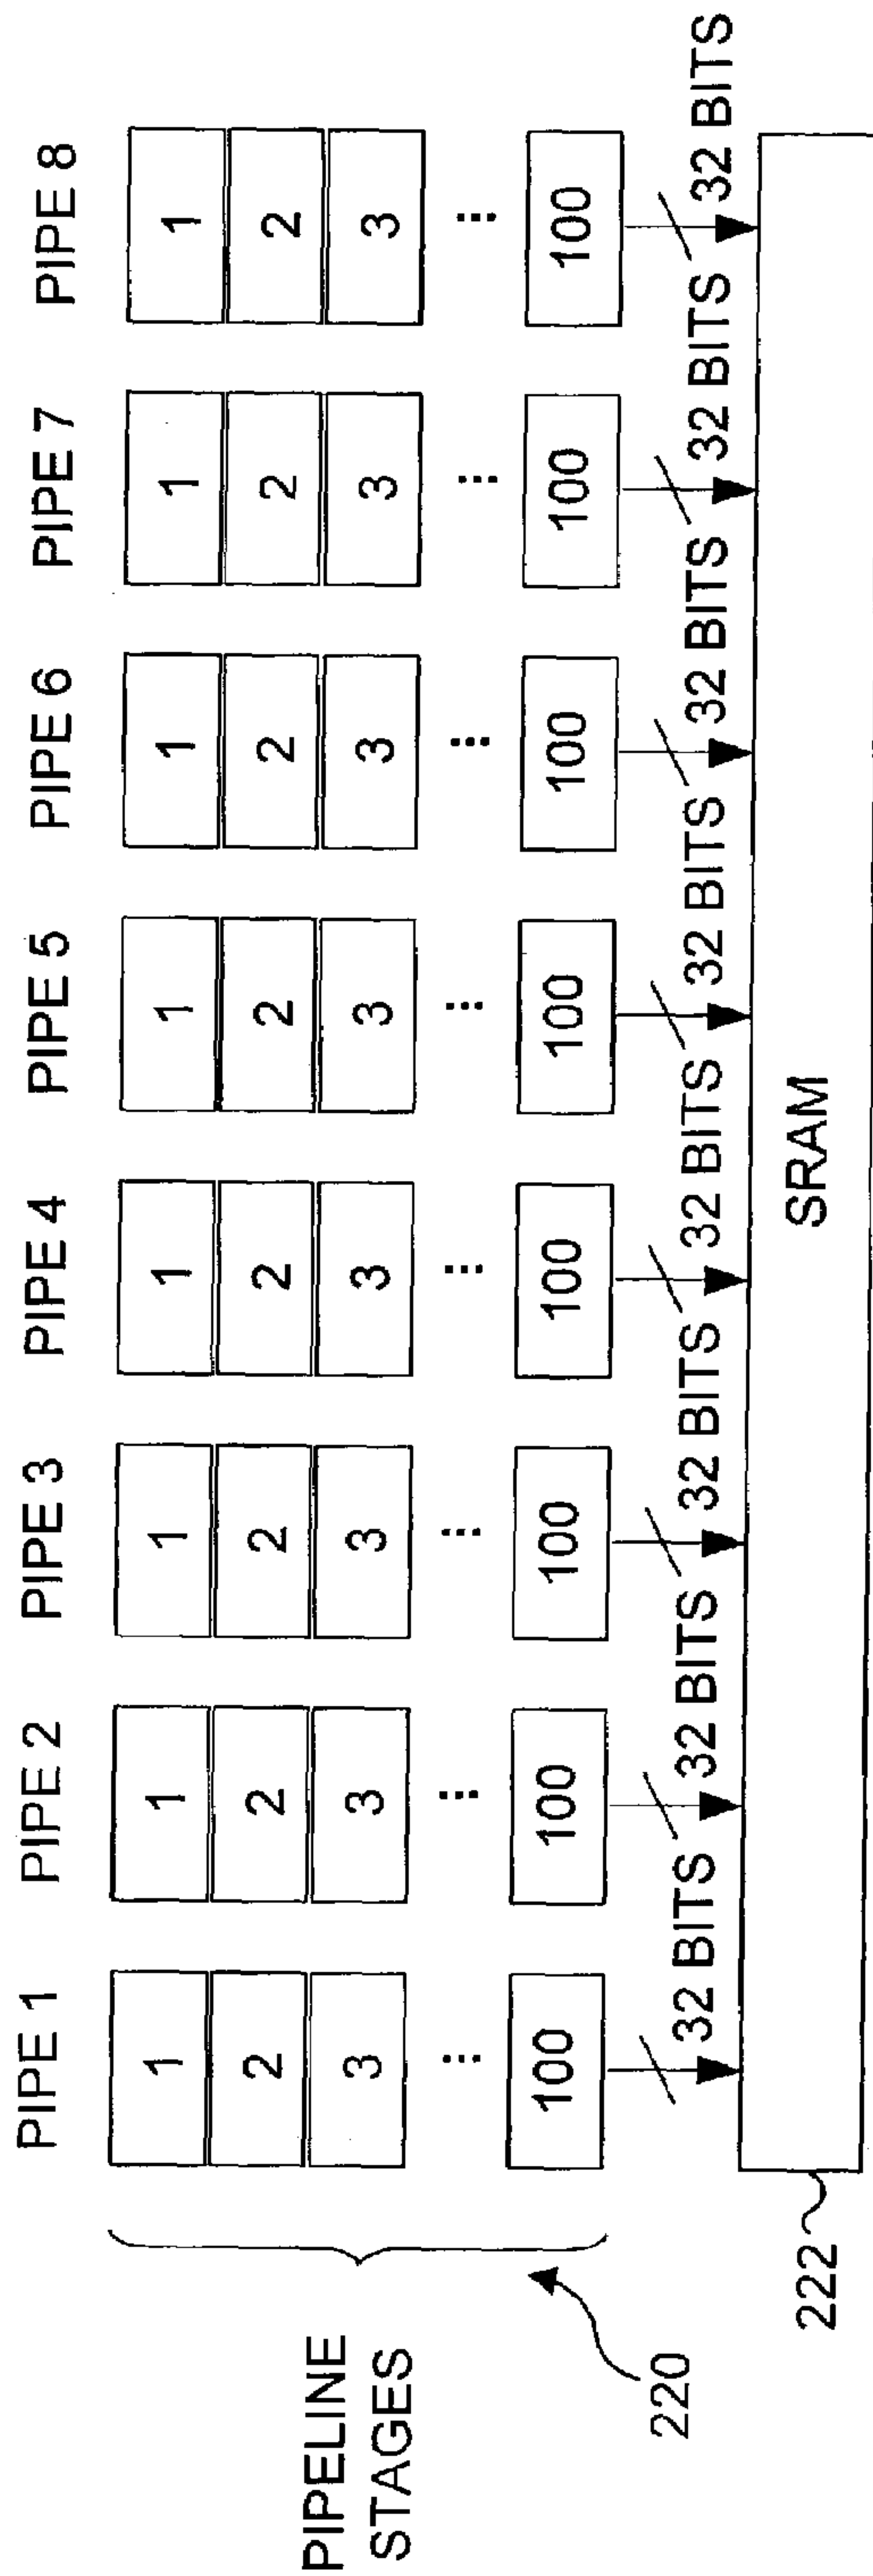 PIPE 1 PIPE 2 PIPE 3 PIPE 4 PIPE 5 PIPE 6 PIPE 7 PIPE 8
1 1 1 1 1 1 1 1
2 2 2 2 2 2 2 2
3 3 3 3 3 3 3 3
... ... ... ... ... ... ... ...
100 100 100 100 100 100 100 100
PIPELINE
STAGES
220
32 BITS 32 BITS 32 BITS 32 BITS 32 BITS 32 BITS 32 BITS 32 BITS
SRAM
222